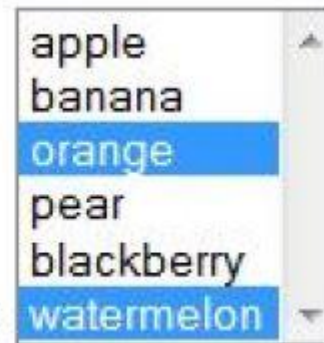 apple
banana
orange
pear
blackberry
watermelon